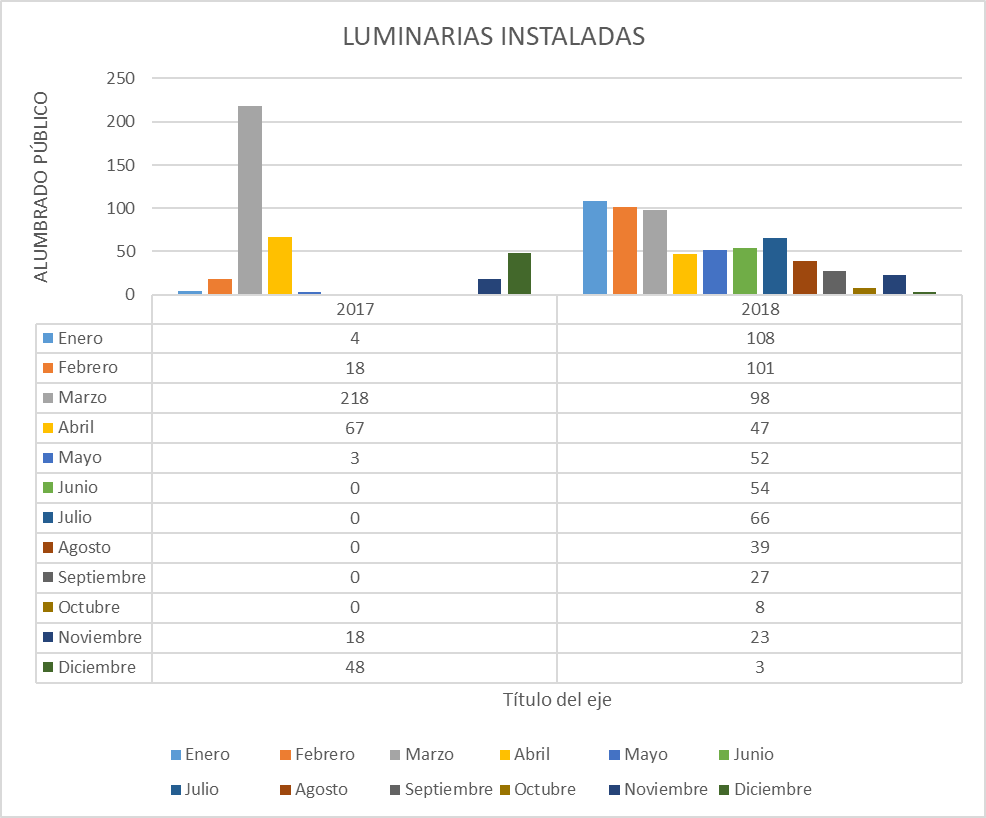 LUMINARIAS INSTALADAS
ALUMBRADO PÚBLICO
250
200
150
100
50
0
2017 2018
Enero 4 108
Febrero 18 101
Marzo 218 98
Abril 67 47
Mayo 3 52
Junio 0 54
Julio 0 66
Agosto 0 39
Septiembre 0 27
Octubre 0 8
Noviembre 18 23
Diciembre 48 3
Título del eje
Enero Febrero Marzo Abril Mayo Junio
Julio Agosto Septiembre Octubre Noviembre Diciembre